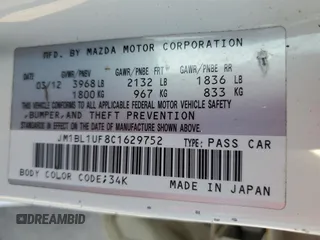 MFD. BY MAZDA MOTOR CORPORATION
GVWR/PNBV GAWR/PNBE FR GAWR/PNBE RR
03/12 3968 LB 2132 LB 1836 LB
1800 KG 967 KG 833 KG
THIS VEHICLE CONFORMS TO ALL APPLICABLE FEDERAL MOTOR VEHICLE SAFETY,
BUMPER, AND THEFT PREVENTION
STANDARDS IN EFFECT ON THE DATE OF MANUFACTURE SHOWN ABOVE.
JM1BL1UF8C1629752 TYPE: PASS CAR
BODY COLOR CODE: 34K MADE IN JAPAN
DREAMBID